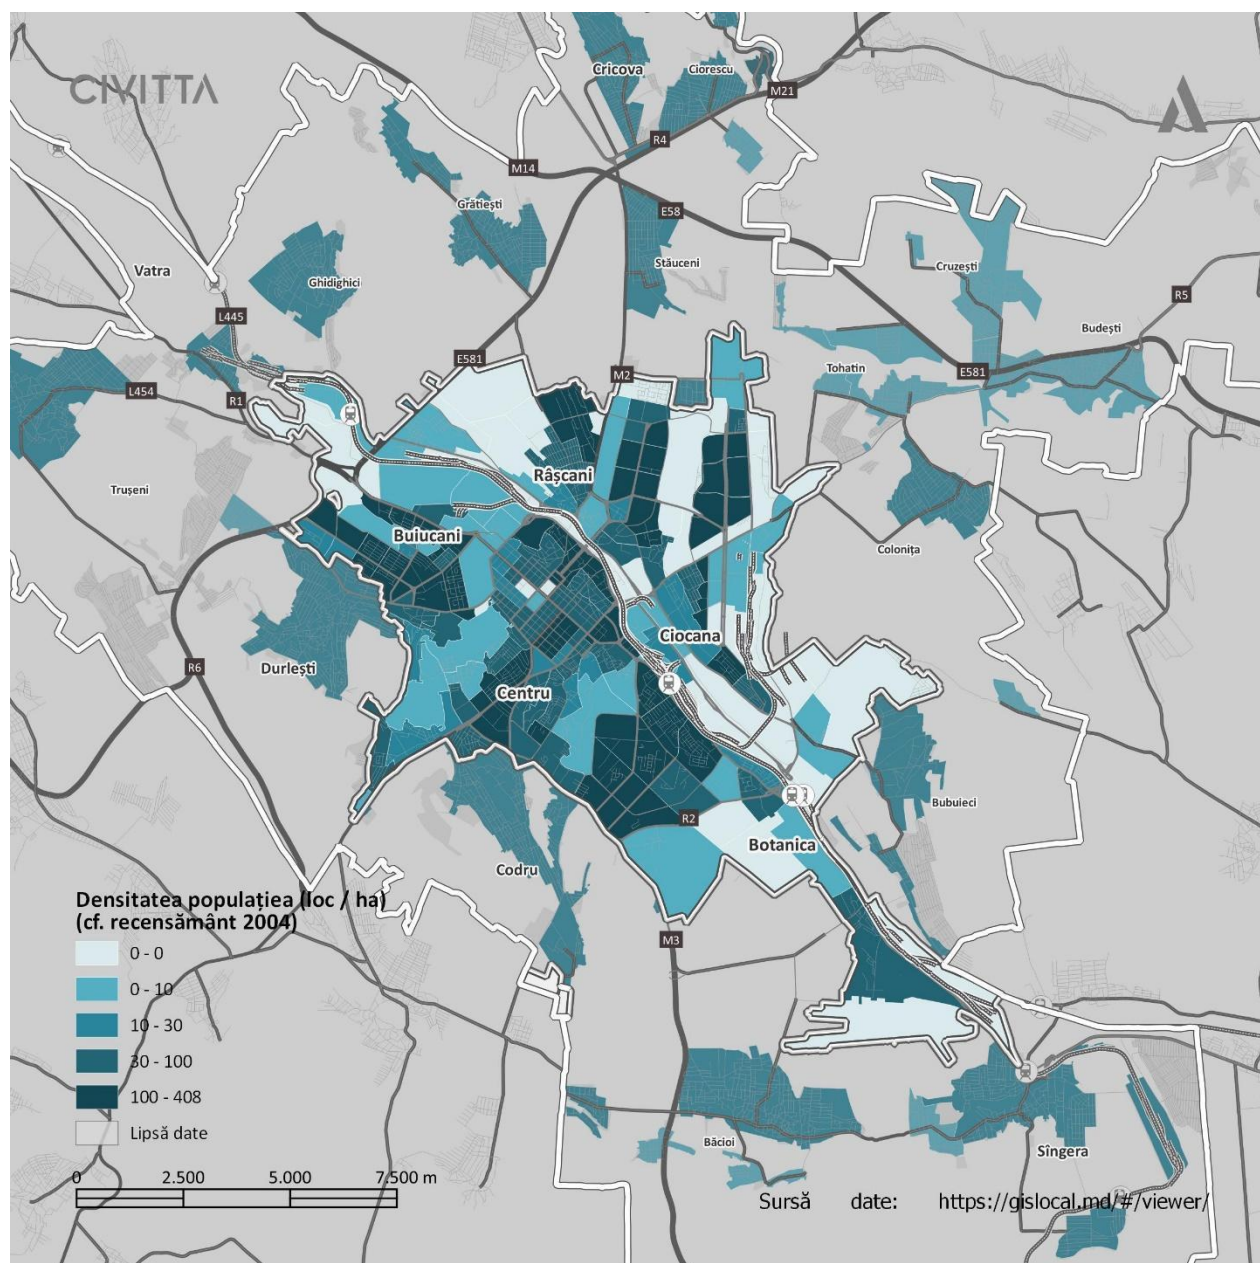 CIVITTA
Cricova
Ciorescu
M21
R4
M14
Grătiești
E58
Stăuceni
Vatra
Ghidighici
Cruzești
R5
L445
Budești
E581
M2
Tohatin
E581
L454
R1
Râșcani
Trușeni
Buiucani
Colonița
Ciocana
Durlești
R6
Centru
Bubuieci
R2
Botanica
Codru
M3
Densitatea populației (loc / ha)
(cf. recensământ 2004)
0 - 0
0 - 10
10 - 30
30 - 100
100 - 408
Lipsă date
0 2.500 5.000 7.500 m
Băcioi
Sîngera
Sursă date: https://gislocal.md/#/viewer/